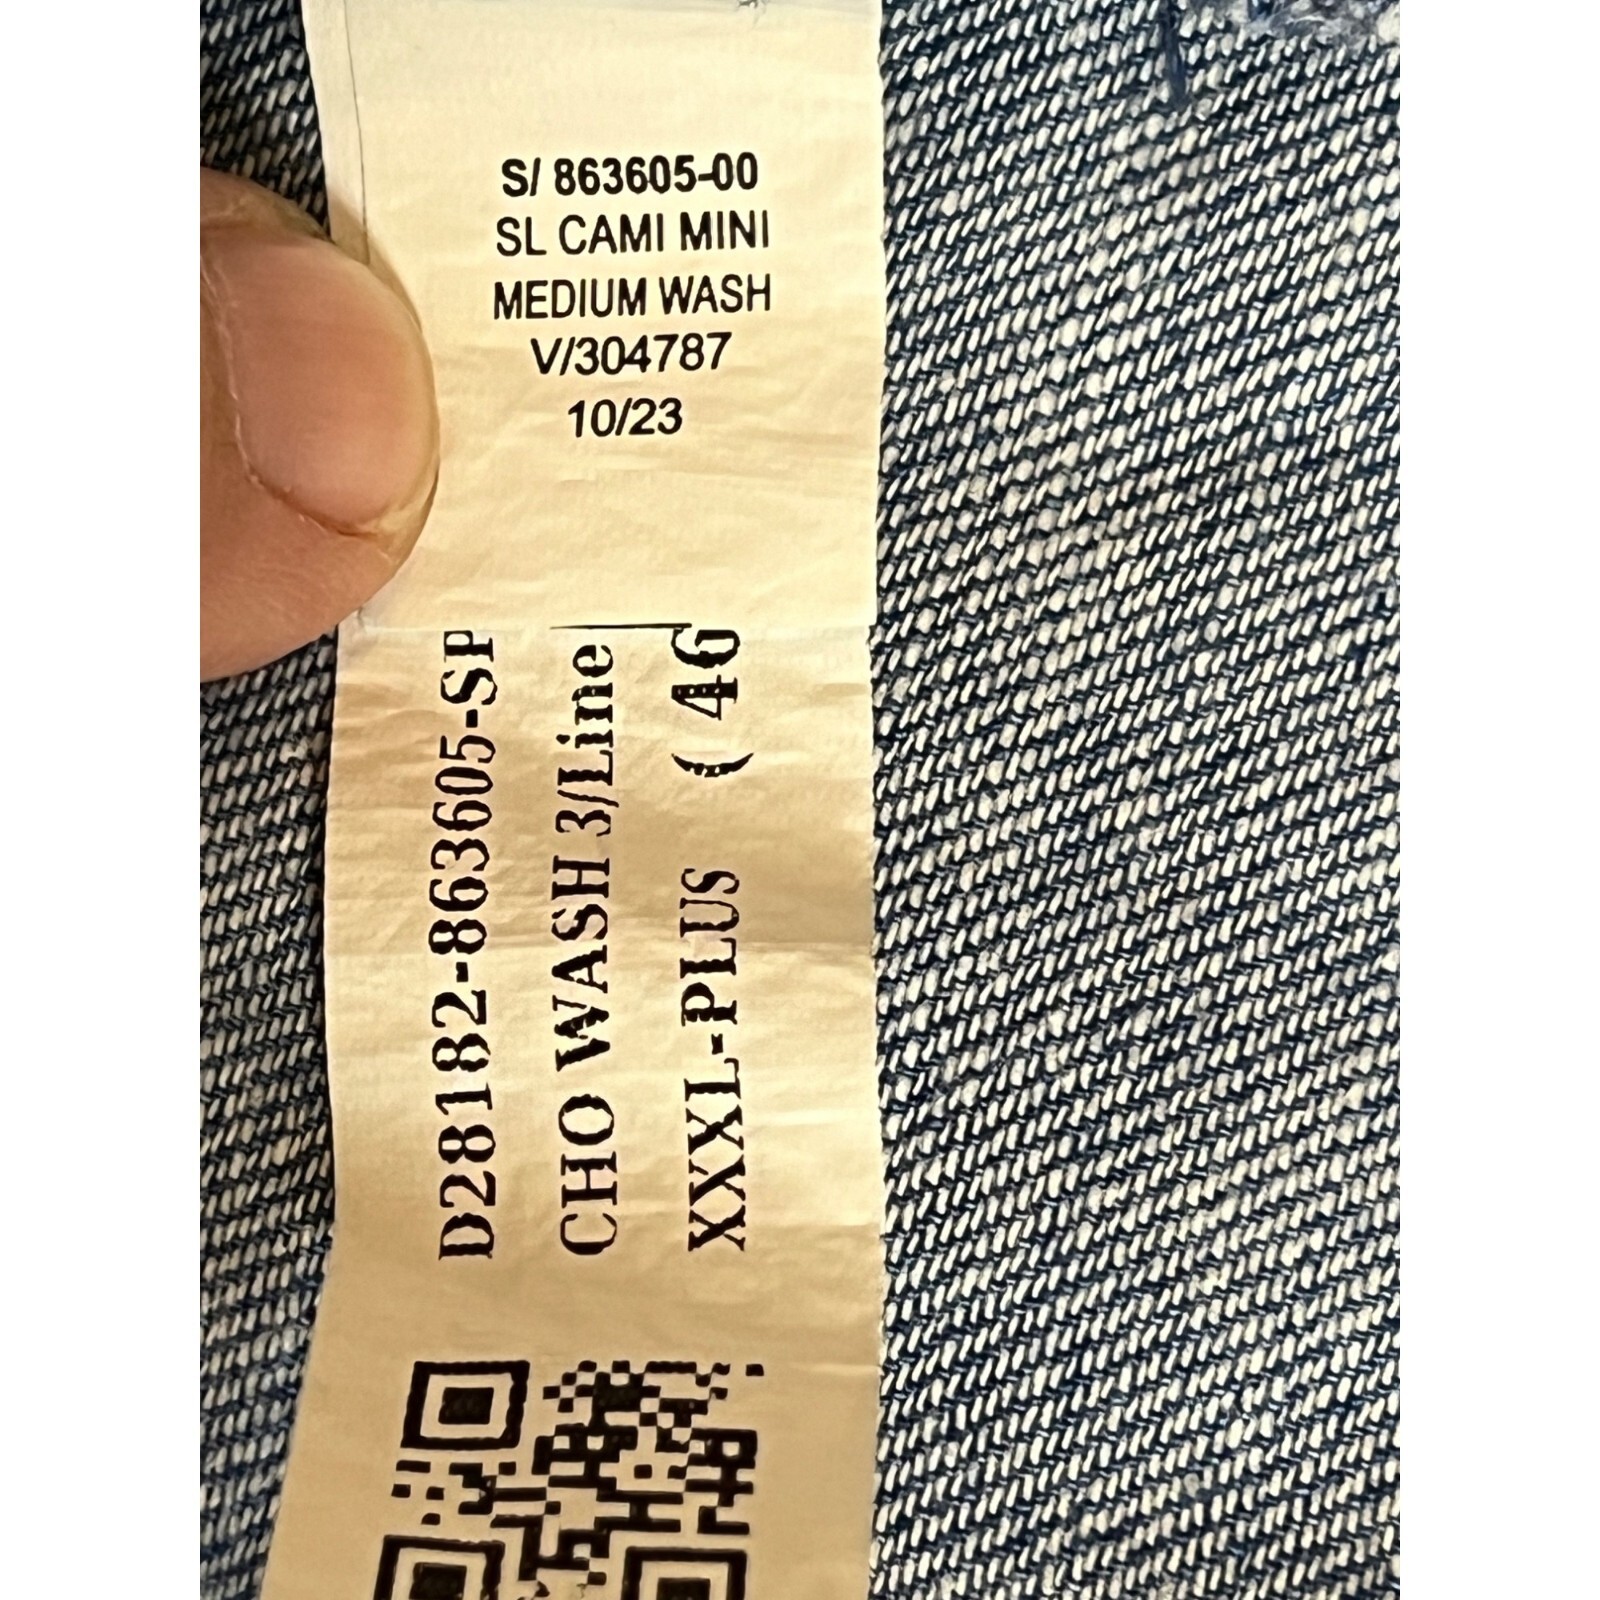 S/ 863605-00
SL CAMI MINI
MEDIUM WASH
V/304787
10/23
D28182-863605-SP
CHO WASH 3/Line
XXXL-PLUS ( 46